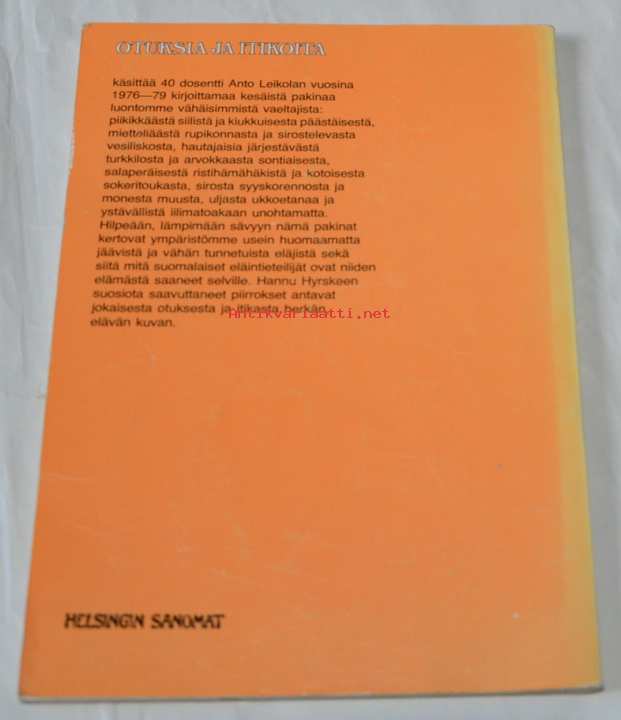 OTUKSIA JA ITIKOITA
käsittää 40 dosentti Anto Leikolan vuosina
1976—79 kirjoittamaa kesäistä pakinaa
luontomme vähäisimmistä vaeltajista:
piikikkäästä siilistä ja kiukkuisesta päästäisestä,
mietteliäästä rupikonnasta ja sirostelevasta
vesiliskosta, hautajaisia järjestävästä
turkkilosta ja arvokkaasta sontiaisesta,
salaperäisestä ristihämähäkistä ja kotoisesta
sokeritoukasta, sirosta syyskorennosta ja
monesta muusta, uljasta ukkoetanaa ja
ystävällistä iilimatoakaan unohtamatta.
Hilpeään, lämpimään sävyyn nämä pakinat
kertovat ympäristömme usein huomaamatta
jäävistä ja vähän tunnetuista eläjistä sekä
siitä mitä suomalaiset eläintieteilijät ovat niiden
elämästä saaneet selville. Hannu Hyrskeen
suosiota saavuttaneet piirrokset antavat
jokaisesta otuksesta ja itikasta herkän
elävän kuvan.
Antikvariaatti.net
HELSINGIN SANOMAT